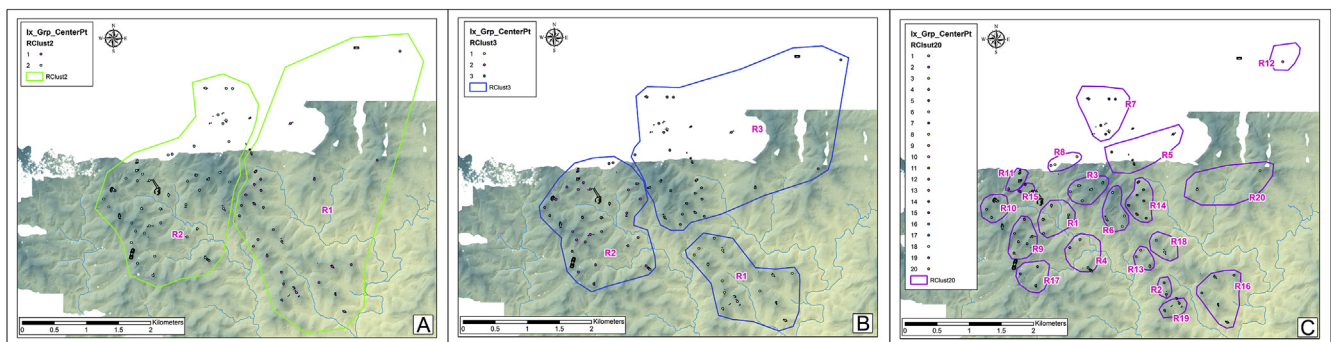 Ix_Grp_CenterPt
RClust2
1
2
RClust2
N
W
E
S
R1
R2
0
0.5
1
1.5
2
Kilometers
A
Ix_Grp_CenterPt
RClust3
1
2
3
RClust3
N
W
E
S
R3
R2
R1
0
0.5
1
1.5
2
Kilometers
B
Ix_Grp_CenterPt
RClsut20
1
2
3
4
5
6
7
8
9
10
11
12
13
14
15
16
17
18
19
20
RClust20
N
W
E
S
R12
R7
R8
R5
R11
R3
R15
R20
R10
R14
R1
R6
R9
R18
R4
R13
R17
R2
R16
R19
0
0.5
1
1.5
2
Kilometers
C